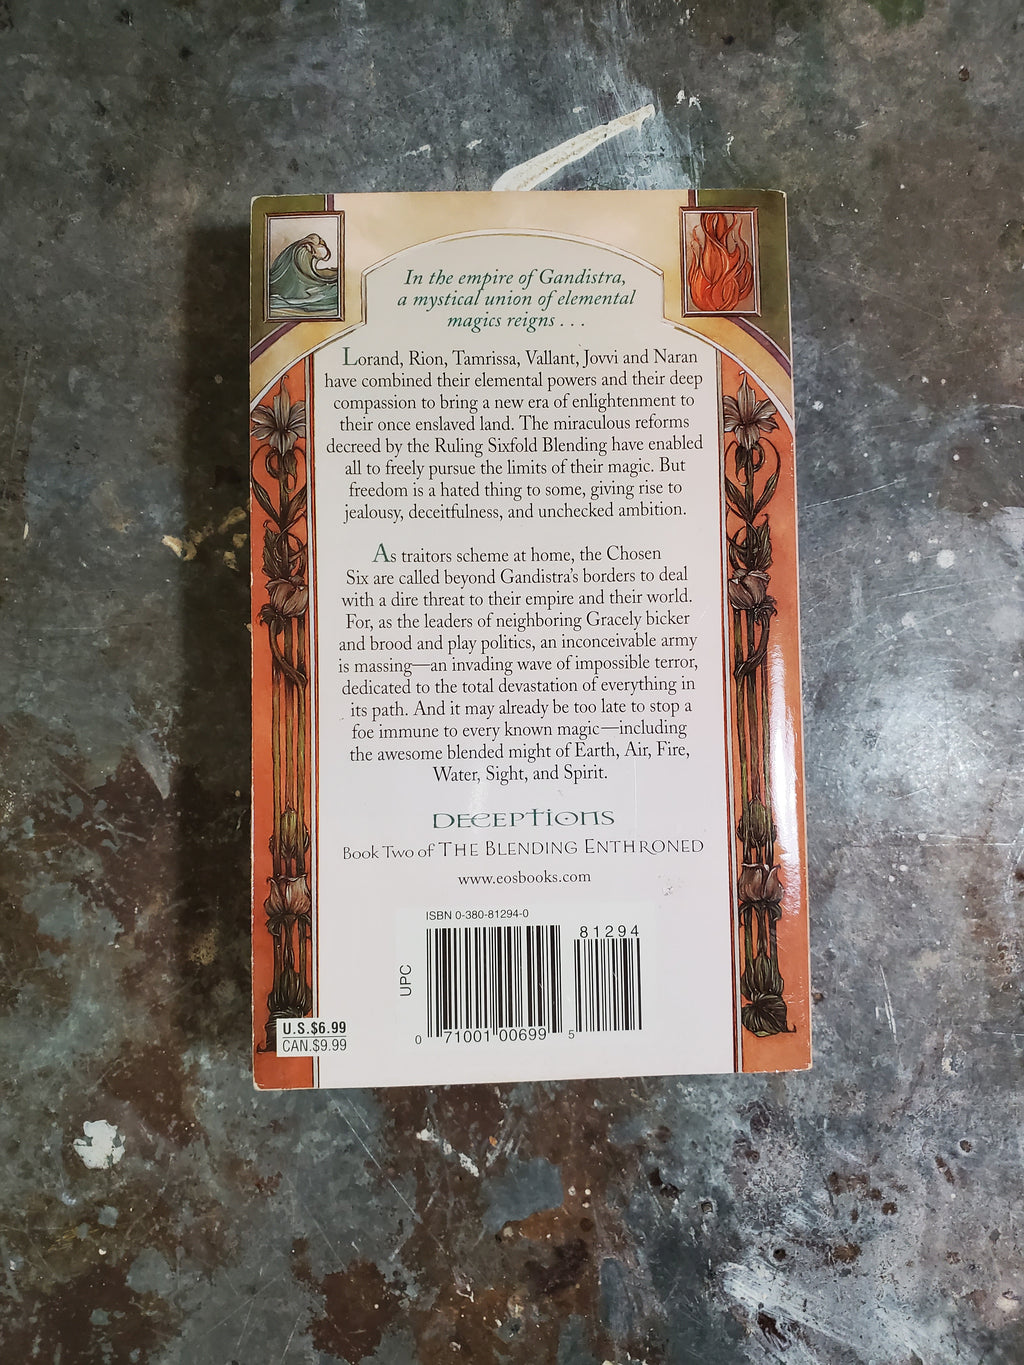 In the empire of Gandistra,
a mystical union of elemental
magics reigns . . .
Lorand, Rion, Tamrissa, Vallant, Jovvi and Naran
have combined their elemental powers and their deep
compassion to bring a new era of enlightenment to
their once enslaved land. The miraculous reforms
decreed by the Ruling Sixfold Blending have enabled
all to freely pursue the limits of their magic. But
freedom is a hated thing to some, giving rise to
jealousy, deceitfulness, and unchecked ambition.
As traitors scheme at home, the Chosen
Six are called beyond Gandistra's borders to deal
with a dire threat to their empire and their world.
For, as the leaders of neighboring Gracely bicker
and brood and play politics, an inconceivable army
is massing—an invading wave of impossible terror,
dedicated to the total devastation of everything in
its path. And it may already be too late to stop a
foe immune to every known magic—including
the awesome blended might of Earth, Air, Fire,
Water, Sight, and Spirit.
DECEPTIONS
Book Two of THE BLENDING ENTHRONED
www.eosbooks.com
ISBN 0-380-81294-0
81294
UPC
0 71001 00699 5
U.S.$6.99
CAN.$9.99